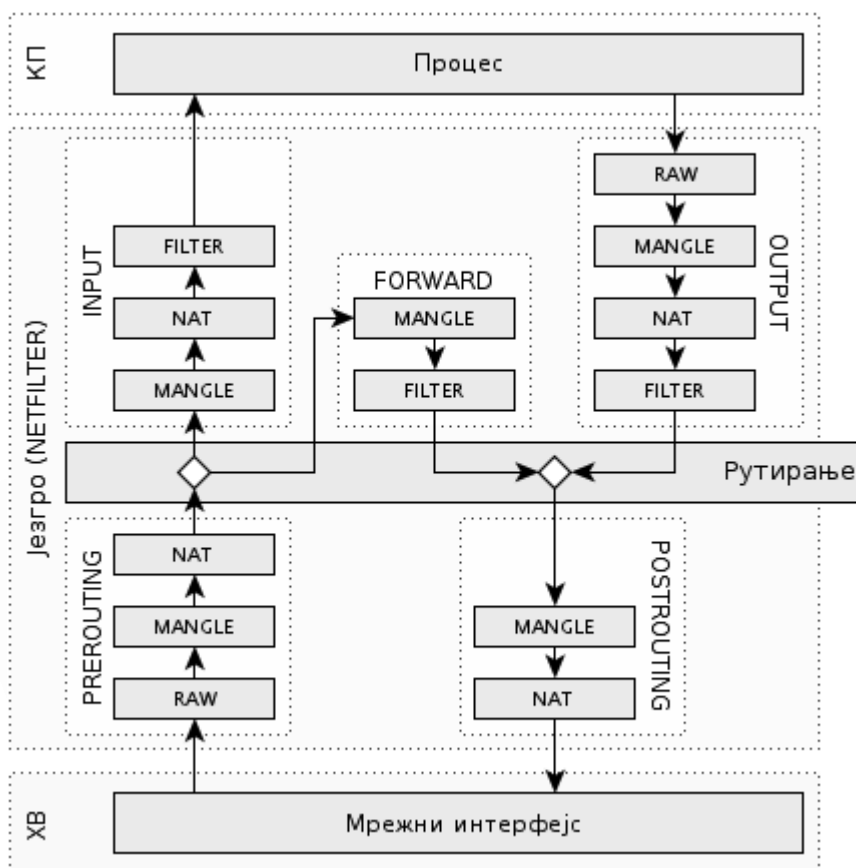 КП
Процес
Језгро (NETFILTER)
INPUT
FILTER
NAT
MANGLE
FORWARD
MANGLE
FILTER
OUTPUT
RAW
MANGLE
NAT
FILTER
Рутирање
PREROUTING
NAT
MANGLE
RAW
POSTROUTING
MANGLE
NAT
ХВ
Мрежни интерфејс